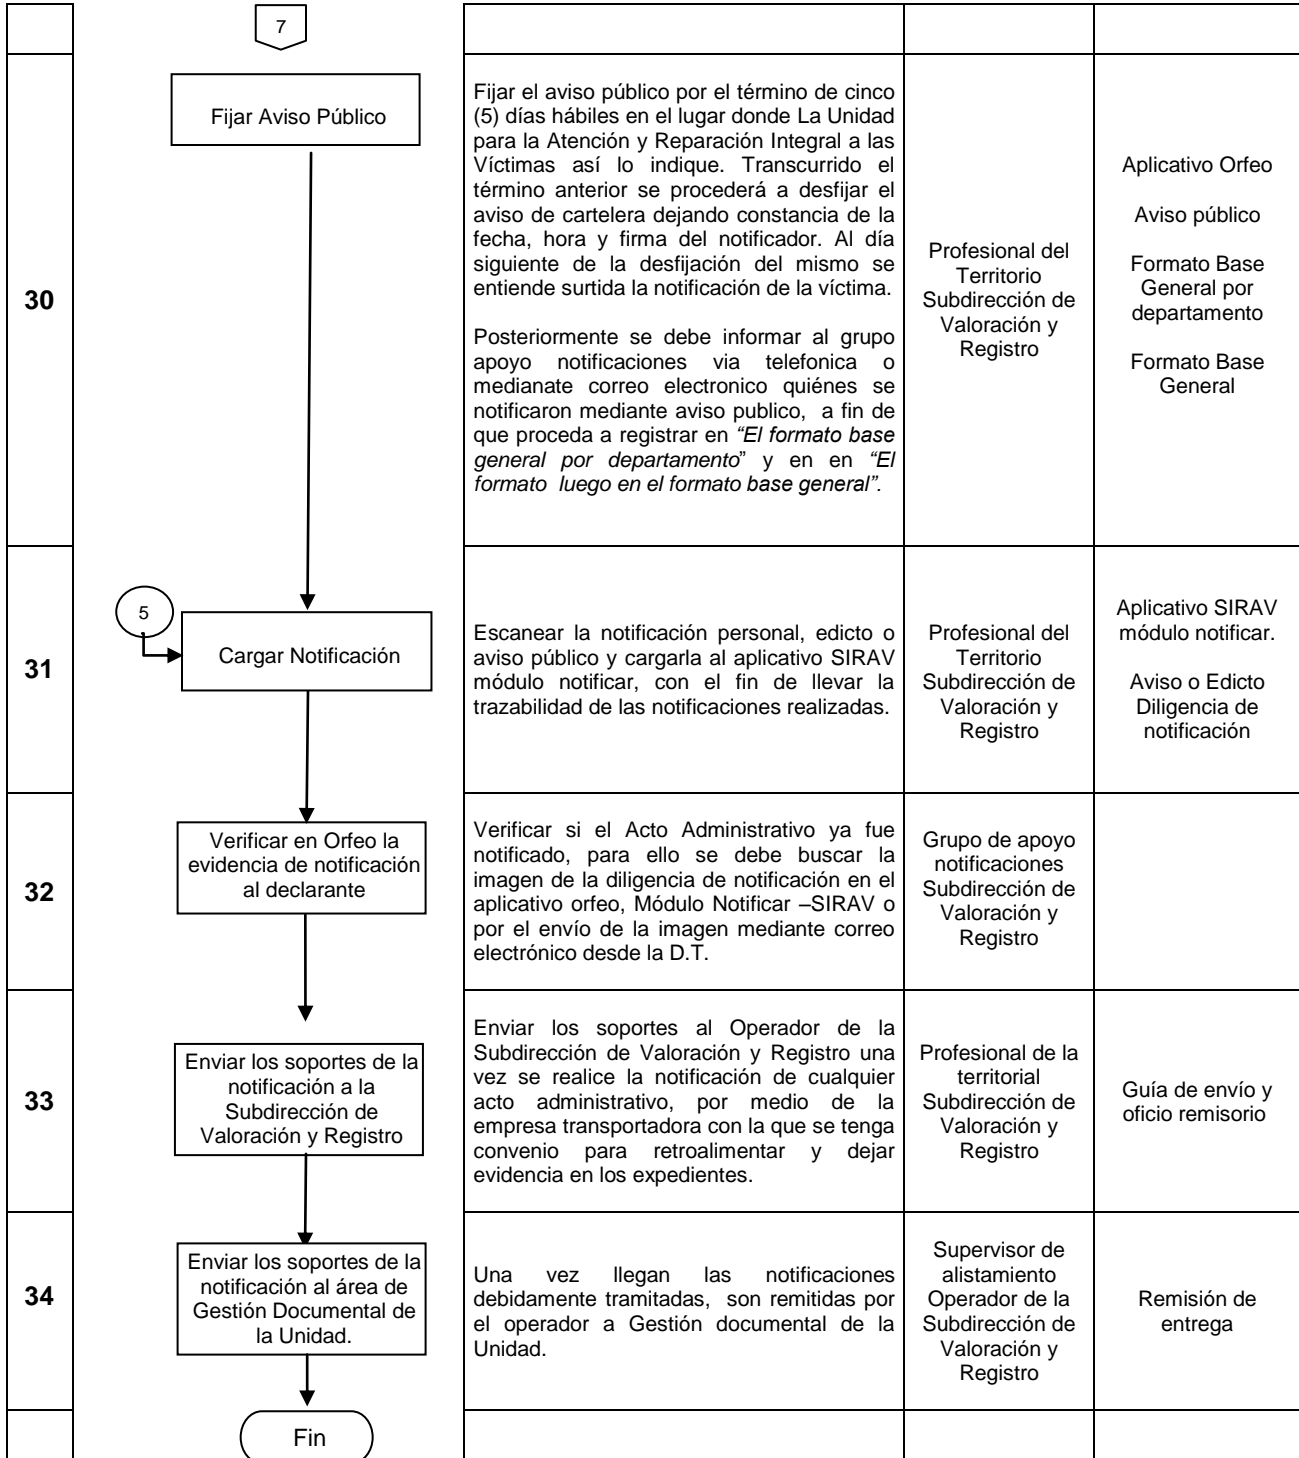 7
30
Fijar Aviso Público
Fijar el aviso público por el término de cinco
(5) días hábiles en el lugar donde La Unidad
para la Atención y Reparación Integral a las
Víctimas así lo indique. Transcurrido el
término anterior se procederá a desfijar el
aviso de cartelera dejando constancia de la
fecha, hora y firma del notificador. Al día
siguiente de la desfijación del mismo se
entiende surtida la notificación de la víctima.
Posteriormente se debe informar al grupo
apoyo notificaciones via telefonica o
medianate correo electronico quiénes se
notificaron mediante aviso publico, a fin de
que proceda a registrar en “El formato base
general por departamento” y en en “El
formato luego en el formato base general”.
Profesional del
Territorio
Subdirección de
Valoración y
Registro
Aplicativo Orfeo
Aviso público
Formato Base
General por
departamento
Formato Base
General
31
5
Cargar Notificación
Escanear la notificación personal, edicto o
aviso público y cargarla al aplicativo SIRAV
módulo notificar, con el fin de llevar la
trazabilidad de las notificaciones realizadas.
Profesional del
Territorio
Subdirección de
Valoración y
Registro
Aplicativo SIRAV
módulo notificar.
Aviso o Edicto
Diligencia de
notificación
32
Verificar en Orfeo la
evidencia de notificación
al declarante
Verificar si el Acto Administrativo ya fue
notificado, para ello se debe buscar la
imagen de la diligencia de notificación en el
aplicativo orfeo, Módulo Notificar –SIRAV o
por el envío de la imagen mediante correo
electrónico desde la D.T.
Grupo de apoyo
notificaciones
Subdirección de
Valoración y
Registro
33
Enviar los soportes de la
notificación a la
Subdirección de
Valoración y Registro
Enviar los soportes al Operador de la
Subdirección de Valoración y Registro una
vez se realice la notificación de cualquier
acto administrativo, por medio de la
empresa transportadora con la que se tenga
convenio para retroalimentar y dejar
evidencia en los expedientes.
Profesional de la
territorial
Subdirección de
Valoración y
Registro
Guía de envío y
oficio remisorio
34
Enviar los soportes de la
notificación al área de
Gestión Documental de
la Unidad.
Una vez llegan las notificaciones
debidamente tramitadas, son remitidas por
el operador a Gestión documental de la
Unidad.
Supervisor de
alistamiento
Operador de la
Subdirección de
Valoración y
Registro
Remisión de
entrega
Fin